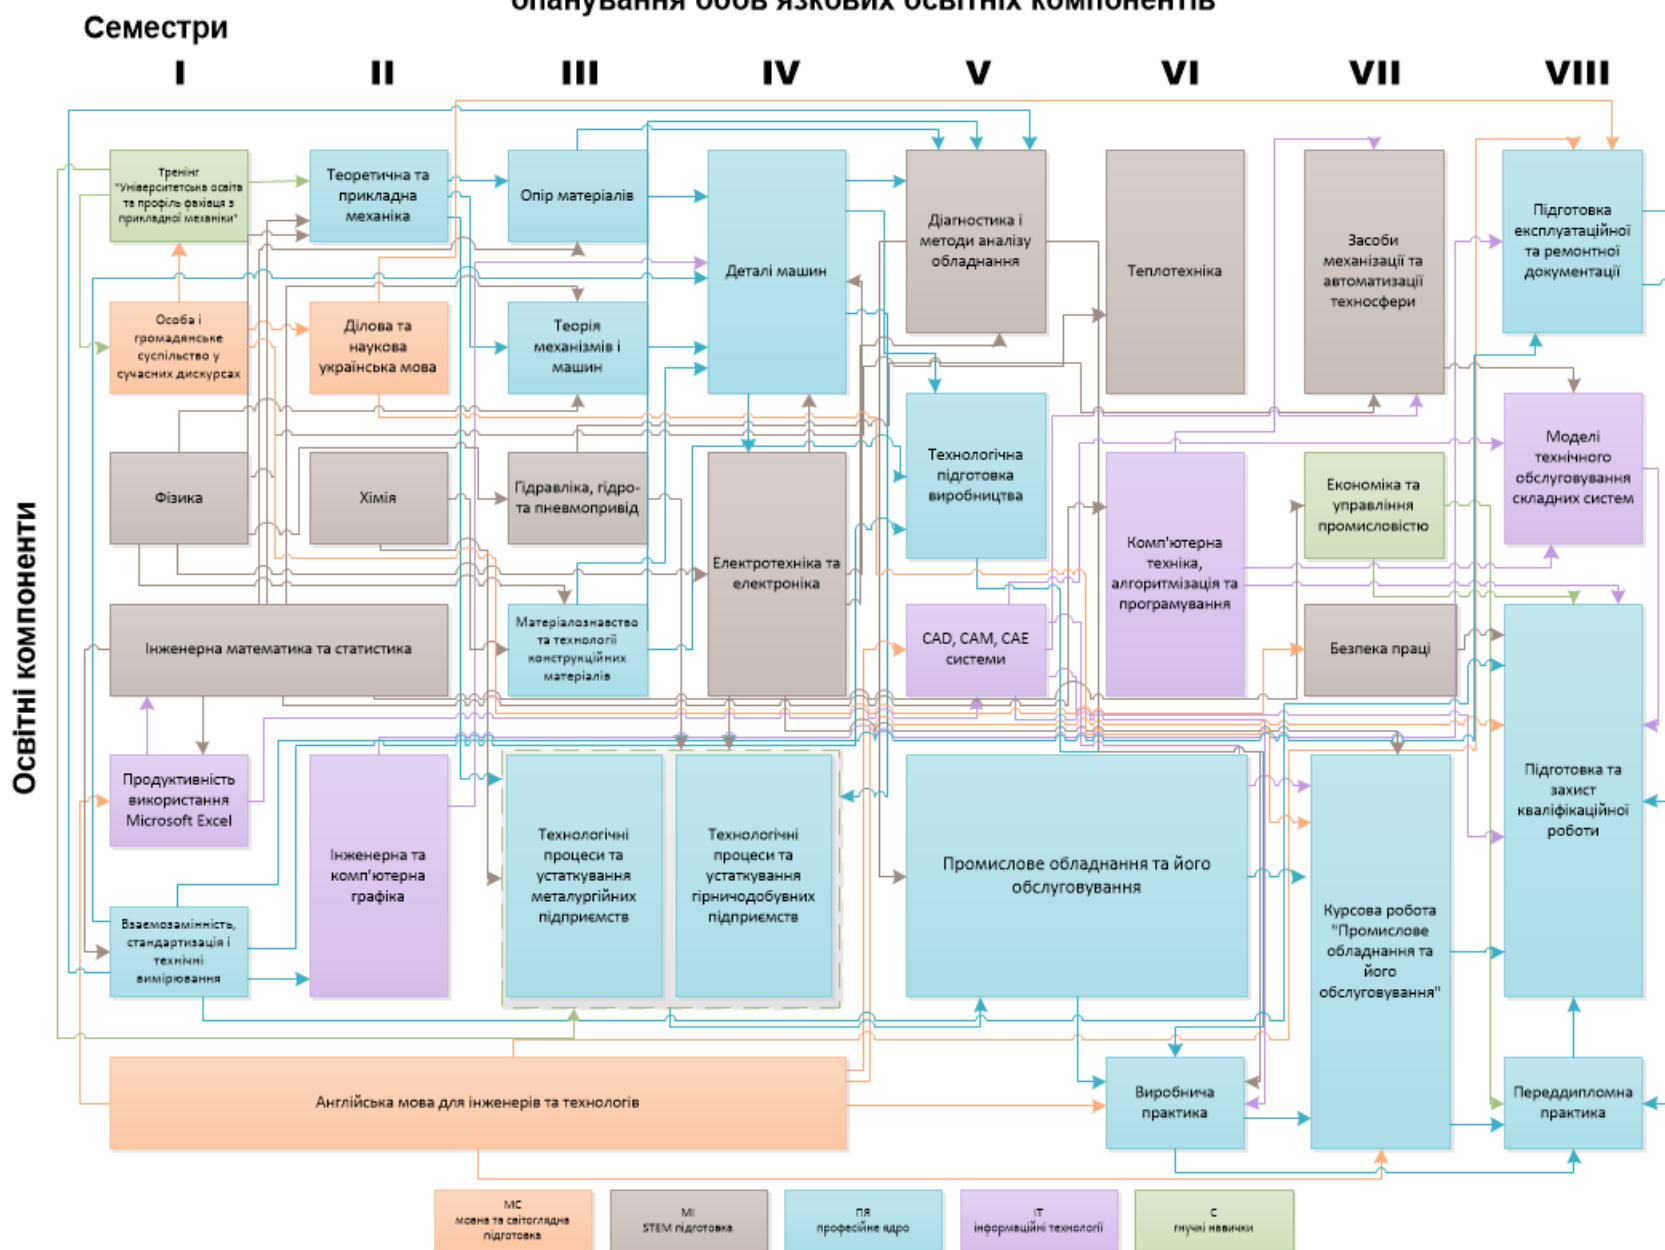 опанування обов'язкових освітніх компонентів
Семестри
I II III IV V VI VII VIII
Освітні компоненти
Тренінг
"Університетська освіта
та профіль фахівця з
прикладної механіки"
Теоретична та
прикладна
механіка
Опір матеріалів
Деталі машин
Діагностика і
методи аналізу
обладнання
Теплотехніка
Засоби
механізації та
автоматизації
техносфери
Підготовка
експлуатаційної
та ремонтної
документації
Особа і
громадянське
суспільство у
сучасних дискурсах
Ділова та
наукова
українська мова
Теорія
механізмів і
машин
Технологічна
підготовка
виробництва
Моделі
технічного
обслуговування
складних систем
Фізика
Хімія
Гідравліка, гідро-
та пневмопривід
Електротехніка та
електроніка
Комп'ютерна
техніка,
алгоритмізація та
програмування
Економіка та
управління
промисловістю
Інженерна математика та статистика
Матеріалознавство
та технології
конструкційних
матеріалів
CAD, CAM, CAE
системи
Безпека праці
Продуктивність
використання
Microsoft Excel
Інженерна та
комп'ютерна
графіка
Технологічні
процеси та
устаткування
металургійних
підприємств
Технологічні
процеси та
устаткування
гірничодобувних
підприємств
Промислове обладнання та його
обслуговування
Курсова робота
"Промислове
обладнання та
його
обслуговування"
Підготовка та
захист
кваліфікаційної
роботи
Взаємозамінність,
стандартизація і
технічні
вимірювання
Англійська мова для інженерів та технологів
Виробнича
практика
Переддипломна
практика
МС
мовна та світоглядна
підготовка
МІ
STEM підготовка
ПЯ
професійне ядро
ІТ
інформаційні технології
С
гнучкі навички